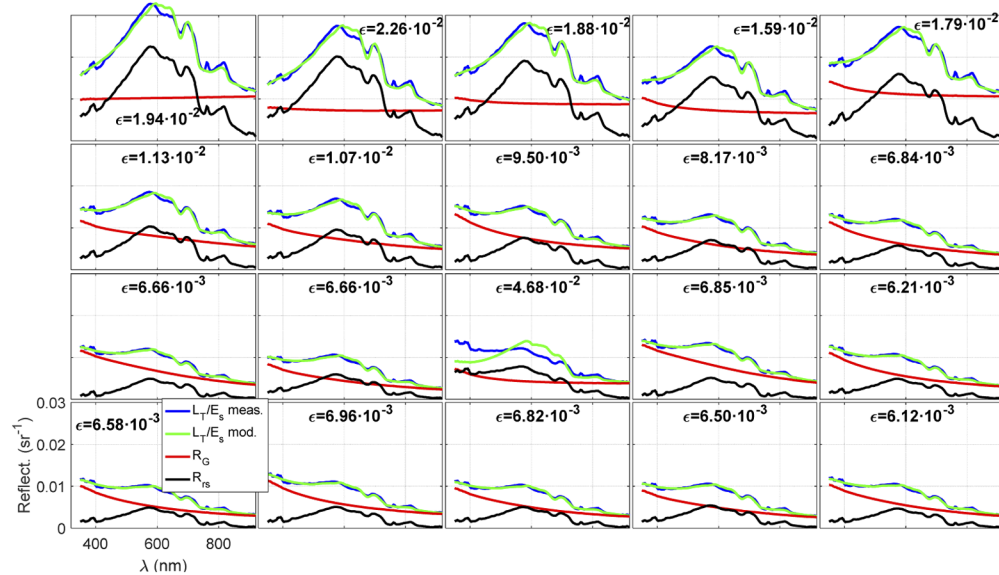 ϵ=1.94·10⁻²
ϵ=2.26·10⁻²
ϵ=1.88·10⁻²
ϵ=1.59·10⁻²
ϵ=1.79·10⁻²
ϵ=1.13·10⁻²
ϵ=1.07·10⁻²
ϵ=9.50·10⁻³
ϵ=8.17·10⁻³
ϵ=6.84·10⁻³
ϵ=6.66·10⁻³
ϵ=6.66·10⁻³
ϵ=4.68·10⁻²
ϵ=6.85·10⁻³
ϵ=6.21·10⁻³
ϵ=6.58·10⁻³
ϵ=6.96·10⁻³
ϵ=6.82·10⁻³
ϵ=6.50·10⁻³
ϵ=6.12·10⁻³
L_T/E_s meas.
L_T/E_s mod.
R_G
R_rs
Reflect. (sr⁻¹)
0.03
0.02
0.01
0
400 600 800
λ (nm)